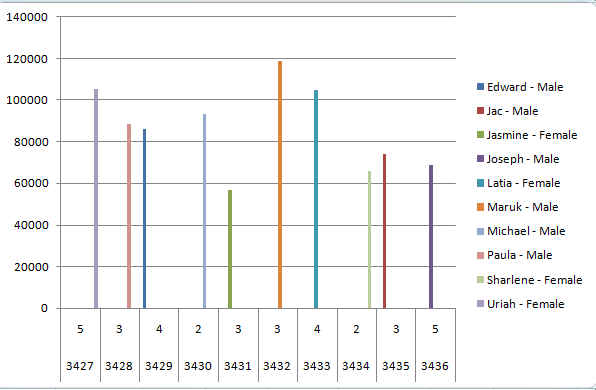 140000
120000
100000
80000
60000
40000
20000
0
5 3 4 2 3 3 4 2 3 5
3427 3428 3429 3430 3431 3432 3433 3434 3435 3436
Edward - Male
Jac - Male
Jasmine - Female
Joseph - Male
Latia - Female
Maruk - Male
Michael - Male
Paula - Male
Sharlene - Female
Uriah - Female